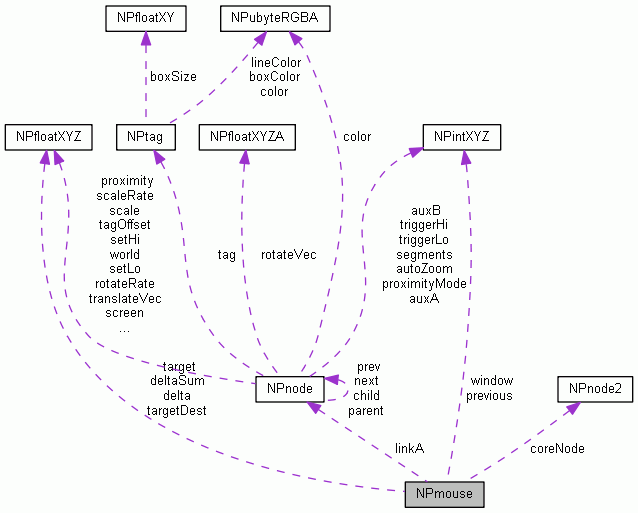 NPfloatXY
NPubyteRGBA
boxSize
lineColor
boxColor
color
NPfloatXYZ
NPtag
NPfloatXYZA
color
NPintXYZ
proximity
scaleRate
scale
tagOffset
setHi
world
setLo
rotateRate
translateVec
screen
...
tag
rotateVec
auxB
triggerHi
triggerLo
segments
autoZoom
proximityMode
auxA
target
deltaSum
delta
targetDest
NPnode
prev
next
child
parent
window
previous
NPnode2
linkA
coreNode
NPmouse